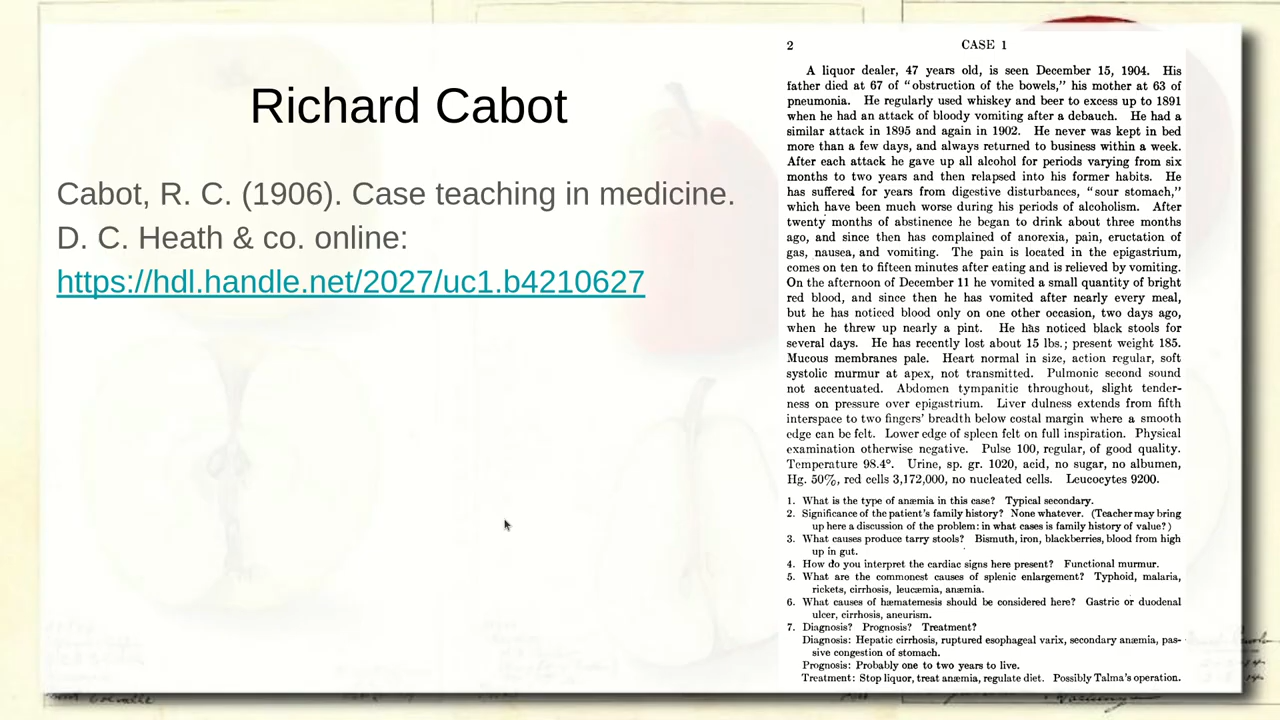 Richard Cabot
Cabot, R. C. (1906). Case teaching in medicine.
D. C. Heath & co. online:
https://hdl.handle.net/2027/uc1.b4210627
2 CASE 1
A liquor dealer, 47 years old, is seen December 15, 1904. His
father died at 67 of “obstruction of the bowels,” his mother at 63 of
pneumonia. He regularly used whiskey and beer to excess up to 1891
when he had an attack of bloody vomiting after a debauch. He had a
similar attack in 1895 and again in 1902. He never was kept in bed
more than a few days, and always returned to business within a week.
After each attack he gave up all alcohol for periods varying from six
months to two years and then relapsed into his former habits. He
has suffered for years from digestive disturbances, “sour stomach,”
which have been much worse during his periods of alcoholism. After
twenty months of abstinence he began to drink about three months
ago, and since then has complained of anorexia, pain, eructation of
gas, nausea, and vomiting. The pain is located in the epigastrium,
comes on ten to fifteen minutes after eating and is relieved by vomiting.
On the afternoon of December 11 he vomited a small quantity of bright
red blood, and since then he has vomited after nearly every meal,
but he has noticed blood only on one other occasion, two days ago,
when he threw up nearly a pint. He has noticed black stools for
several days. He has recently lost about 15 lbs.; present weight 185.
Mucous membranes pale. Heart normal in size, action regular, soft
systolic murmur at apex, not transmitted. Pulmonic second sound
not accentuated. Abdomen tympanitic throughout, slight tender-
ness on pressure over epigastrium. Liver dulness extends from fifth
interspace to two fingers’ breadth below costal margin where a smooth
edge can be felt. Lower edge of spleen felt on full inspiration. Physical
examination otherwise negative. Pulse 100, regular, of good quality.
Temperature 98.4°. Urine, sp. gr. 1020, acid, no sugar, no albumen,
Hg. 50%, red cells 3,172,000, no nucleated cells. Leucocytes 9200.
1. What is the type of anæmia in this case? Typical secondary.
2. Significance of the patient’s family history? None whatever. (Teacher may bring
up here a discussion of the problem: in what cases is family history of value?)
3. What causes produce tarry stools? Bismuth, iron, blackberries, blood from high
up in gut.
4. How do you interpret the cardiac signs here present? Functional murmur.
5. What are the commonest causes of splenic enlargement? Typhoid, malaria,
rickets, cirrhosis, leucæmia, anæmia.
6. What causes of hæmatemesis should be considered here? Gastric or duodenal
ulcer, cirrhosis, aneurism.
7. Diagnosis? Prognosis? Treatment?
Diagnosis: Hepatic cirrhosis, ruptured esophageal varix, secondary anæmia, pas-
sive congestion of stomach.
Prognosis: Probably one to two years to live.
Treatment: Stop liquor, treat anæmia, regulate diet. Possibly Talma’s operation.